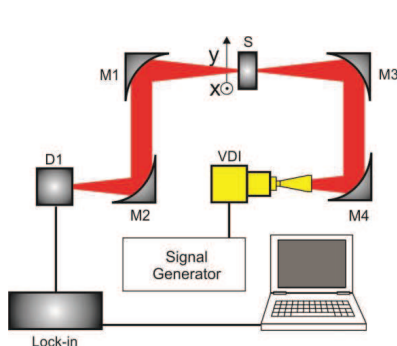 y
S
M1
M3
x
D1
VDI
M2
M4
Signal
Generator
Lock-in